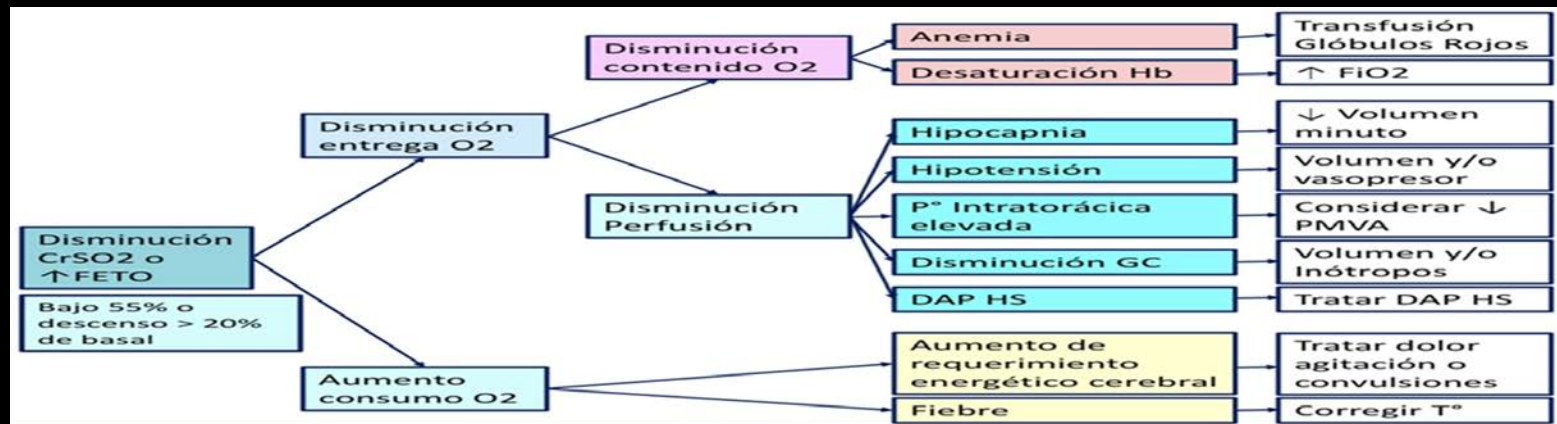 Disminución
CrSO2 o
↑FETO
Bajo 55% o
descenso > 20%
de basal
Disminución
entrega O2
Aumento
consumo O2
Disminución
contenido O2
Disminución
Perfusión
Anemia
Desaturación Hb
Hipocapnia
Hipotensión
P° Intratorácica
elevada
Disminución GC
DAP HS
Aumento de
requerimiento
energético cerebral
Fiebre
Transfusión
Glóbulos Rojos
↑ FiO2
↓ Volumen
minuto
Volumen y/o
vasopresor
Considerar ↓
PMVA
Volumen y/o
Inótropos
Tratar DAP HS
Tratar dolor
agitación o
convulsiones
Corregir T°